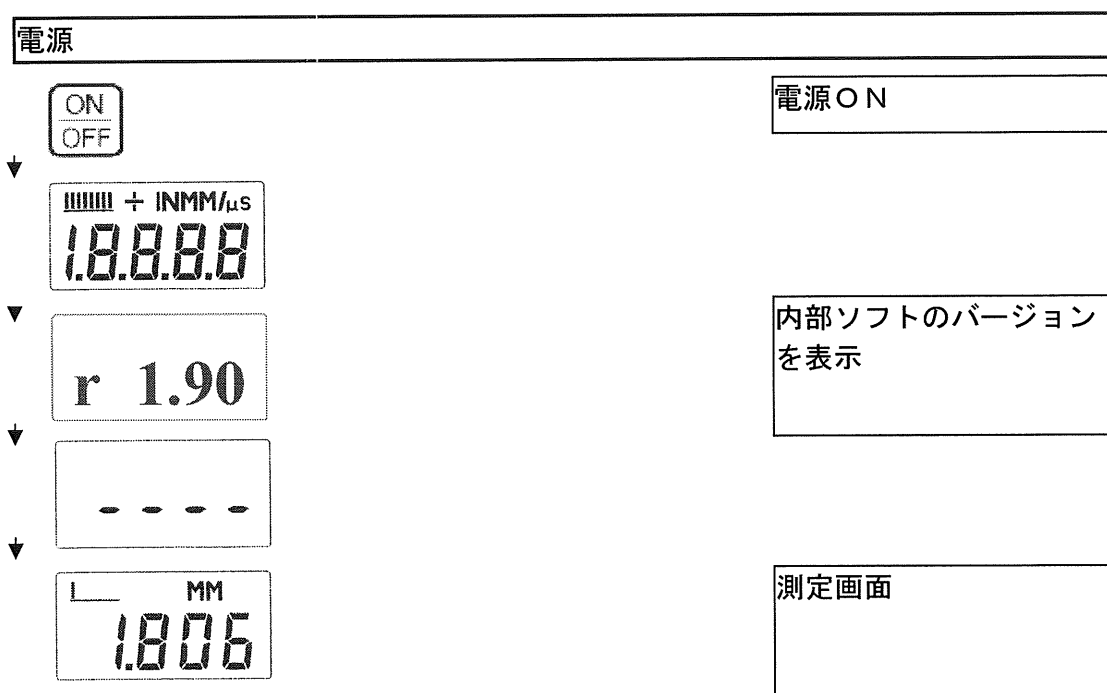 電源
ON
OFF
電源ＯＮ
÷ INMM/μs
1.8.8.8.8
r 1.90
内部ソフトのバージョン
を表示
- - - -
MM
1.806
測定画面